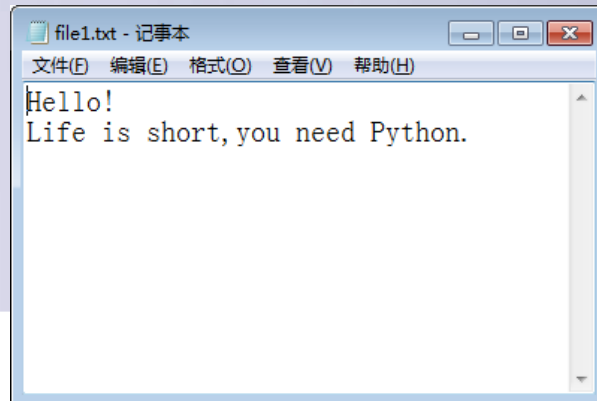 file1.txt - 记事本
文件(F) 编辑(E) 格式(O) 查看(V) 帮助(H)
Hello!
Life is short,you need Python.